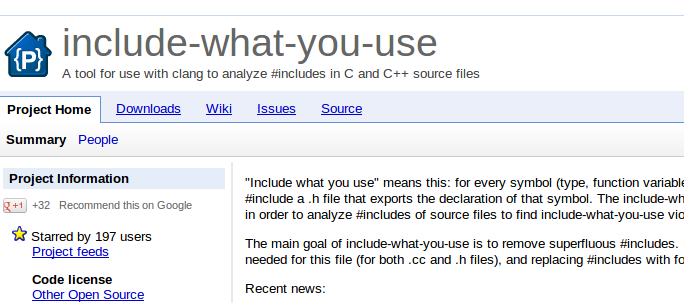 {P}
include-what-you-use
A tool for use with clang to analyze #includes in C and C++ source files
Project Home Downloads Wiki Issues Source
Summary People
Project Information
g +1 +32 Recommend this on Google
Starred by 197 users
Project feeds
Code license
Other Open Source
"Include what you use" means this: for every symbol (type, function variable
#include a .h file that exports the declaration of that symbol. The include-wh
in order to analyze #includes of source files to find include-what-you-use vio
The main goal of include-what-you-use is to remove superfluous #includes.
needed for this file (for both .cc and .h files), and replacing #includes with fo
Recent news: